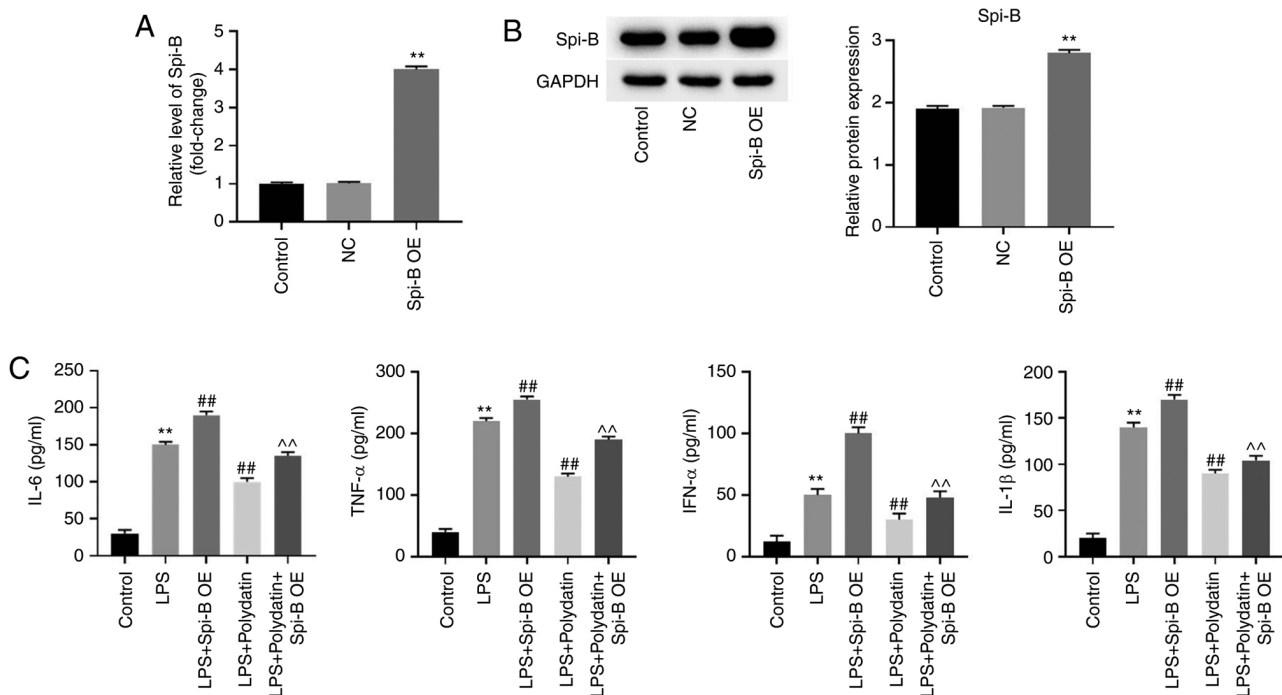 A
Relative level of Spi-B
(fold-change)
5
4
3
2
1
0
**
Control
NC
Spi-B OE
B
Spi-B
GAPDH
Control
NC
Spi-B OE
Spi-B
Relative protein expression
3
2
1
0
**
Control
NC
Spi-B OE
C
IL-6 (pg/ml)
250
200
150
100
50
0
**
##
##
^^
Control
LPS
LPS+Spi-B OE
LPS+Polydatin
LPS+Polydatin+
Spi-B OE
TNF-α (pg/ml)
300
200
100
0
**
##
##
^^
Control
LPS
LPS+Spi-B OE
LPS+Polydatin
LPS+Polydatin+
Spi-B OE
IFN-α (pg/ml)
150
100
50
0
**
##
##
^^
Control
LPS
LPS+Spi-B OE
LPS+Polydatin
LPS+Polydatin+
Spi-B OE
IL-1β (pg/ml)
200
150
100
50
0
**
##
##
^^
Control
LPS
LPS+Spi-B OE
LPS+Polydatin
LPS+Polydatin+
Spi-B OE